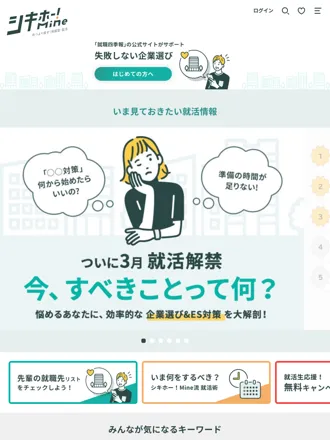 シキホー!
Mine
ログイン
「就職四季報」の公式サイトがサポート
失敗しない企業選び
はじめての方へ
いま見ておきたい就活情報
「〇〇対策」
何から始めたら
いいの?
準備の時間が
足りない!
ついに3月 就活解禁
今、すべきことって何?
悩めるあなたに、効率的な 企業選び&ES対策 を大解剖!
1
2
3
4
5
先輩の就職先リスト
をチェックしよう!
いま何をするべき?
シキホー!Mine流 就活術
就活生応援!
無料キャンペ
みんなが気になるキーワード